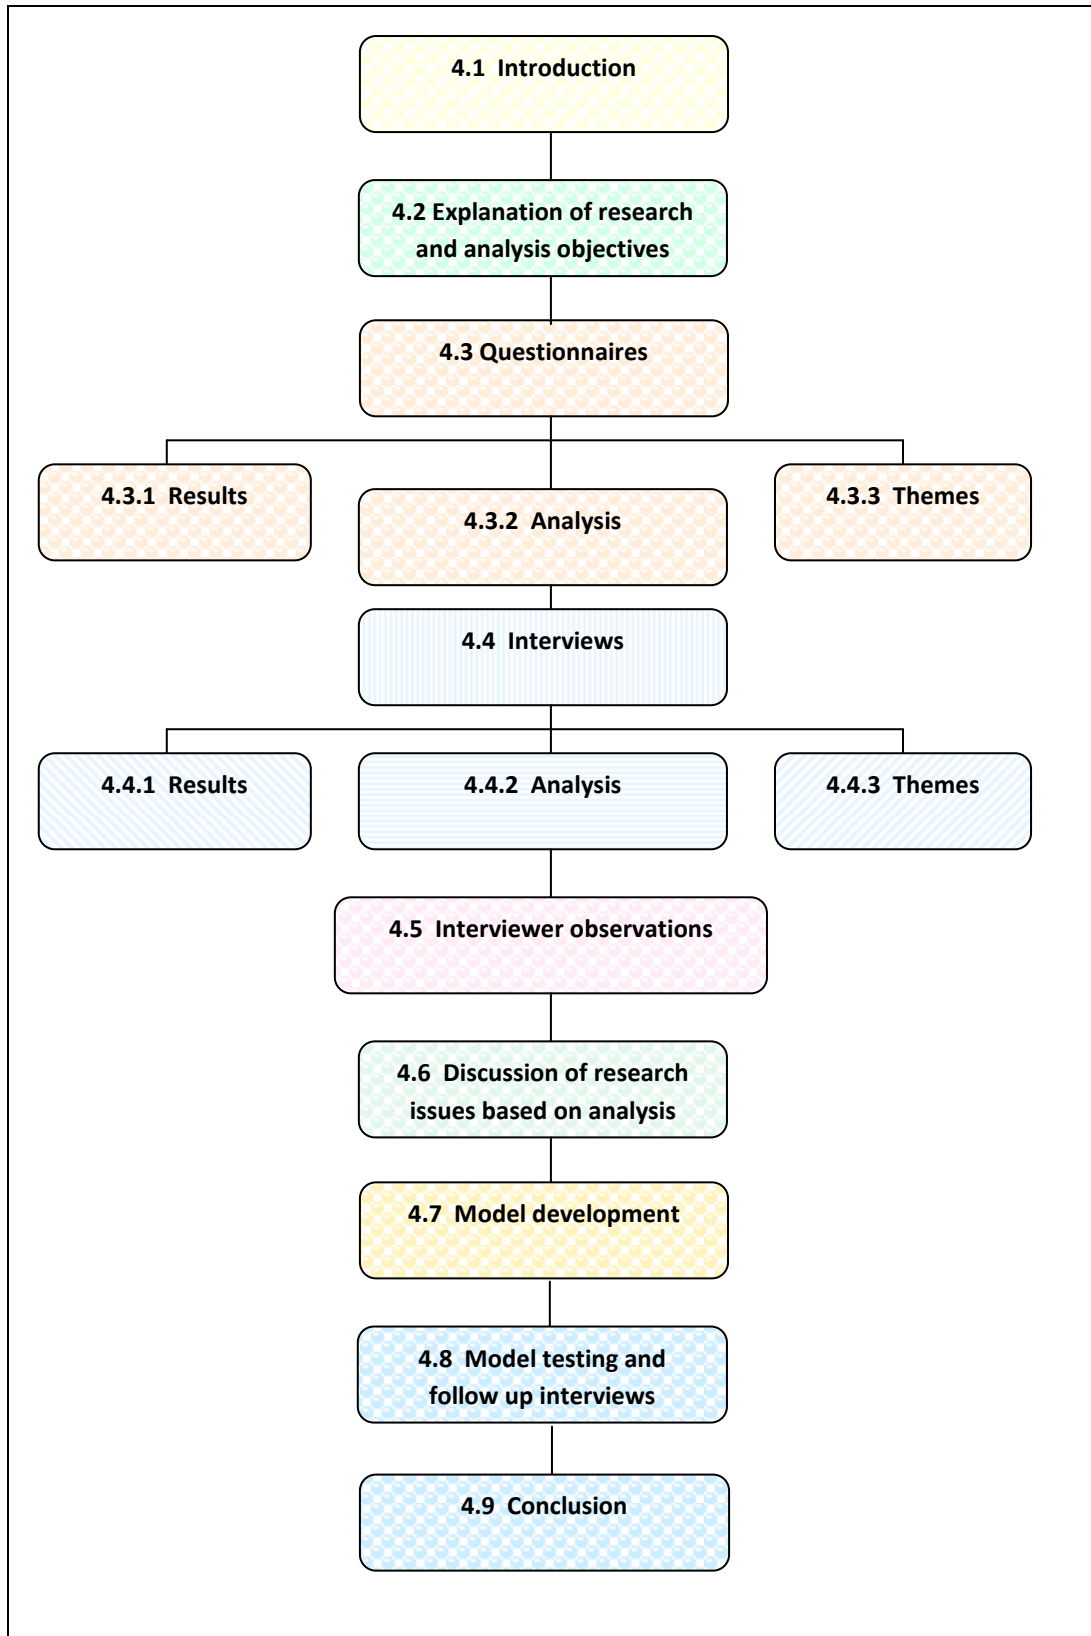 4.1  Introduction
4.2 Explanation of research
and analysis objectives
4.3 Questionnaires
4.3.1  Results
4.3.2  Analysis
4.3.3  Themes
4.4  Interviews
4.4.1  Results
4.4.2  Analysis
4.4.3  Themes
4.5  Interviewer observations
4.6  Discussion of research
issues based on analysis
4.7  Model development
4.8  Model testing and
follow up interviews
4.9  Conclusion